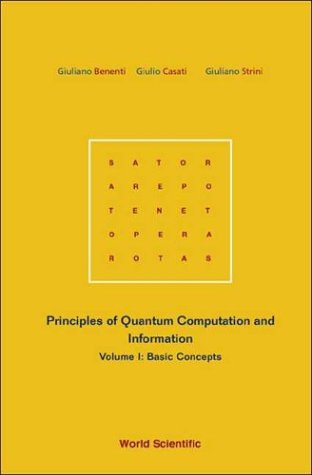 Giuliano Benenti Giulio Casati Giuliano Strini
S A T O R
A R E P O
T E N E T
O P E R A
R O T A S
Principles of Quantum Computation and
Information
Volume I: Basic Concepts
World Scientific